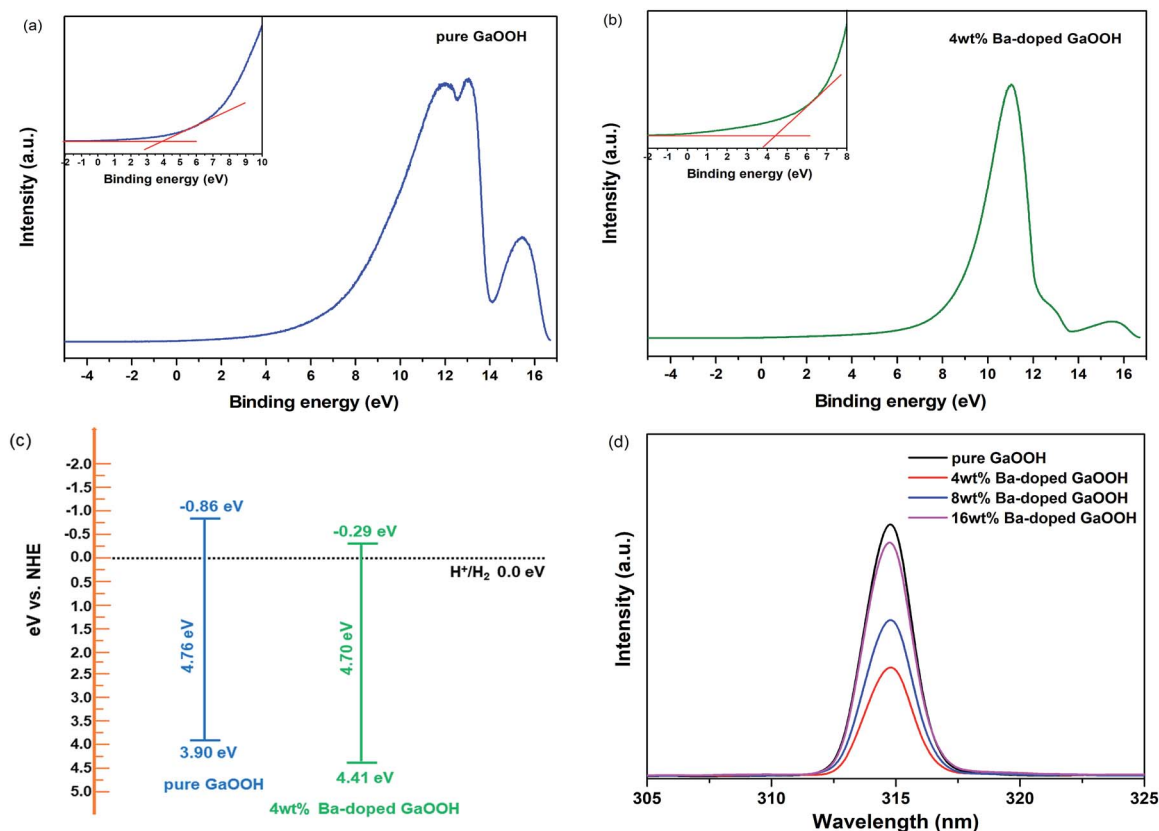 (a)
pure GaOOH
Intensity (a.u.)
-2 -1 0 1 2 3 4 5 6 7 8 9 10
Binding energy (eV)
-4 -2 0 2 4 6 8 10 12 14 16
Binding energy (eV)
(b)
4wt% Ba-doped GaOOH
Intensity (a.u.)
-2 -1 0 1 2 3 4 5 6 7 8
Binding energy (eV)
-4 -2 0 2 4 6 8 10 12 14 16
Binding energy (eV)
(c)
eV vs. NHE
-2.0
-1.5
-1.0
-0.5
0.0
0.5
1.0
1.5
2.0
2.5
3.0
3.5
4.0
4.5
5.0
-0.86 eV
4.76 eV
3.90 eV
pure GaOOH
-0.29 eV
H⁺/H₂ 0.0 eV
4.70 eV
4.41 eV
4wt% Ba-doped GaOOH
(d)
pure GaOOH
4wt% Ba-doped GaOOH
8wt% Ba-doped GaOOH
16wt% Ba-doped GaOOH
Intensity (a.u.)
305 310 315 320 325
Wavelength (nm)